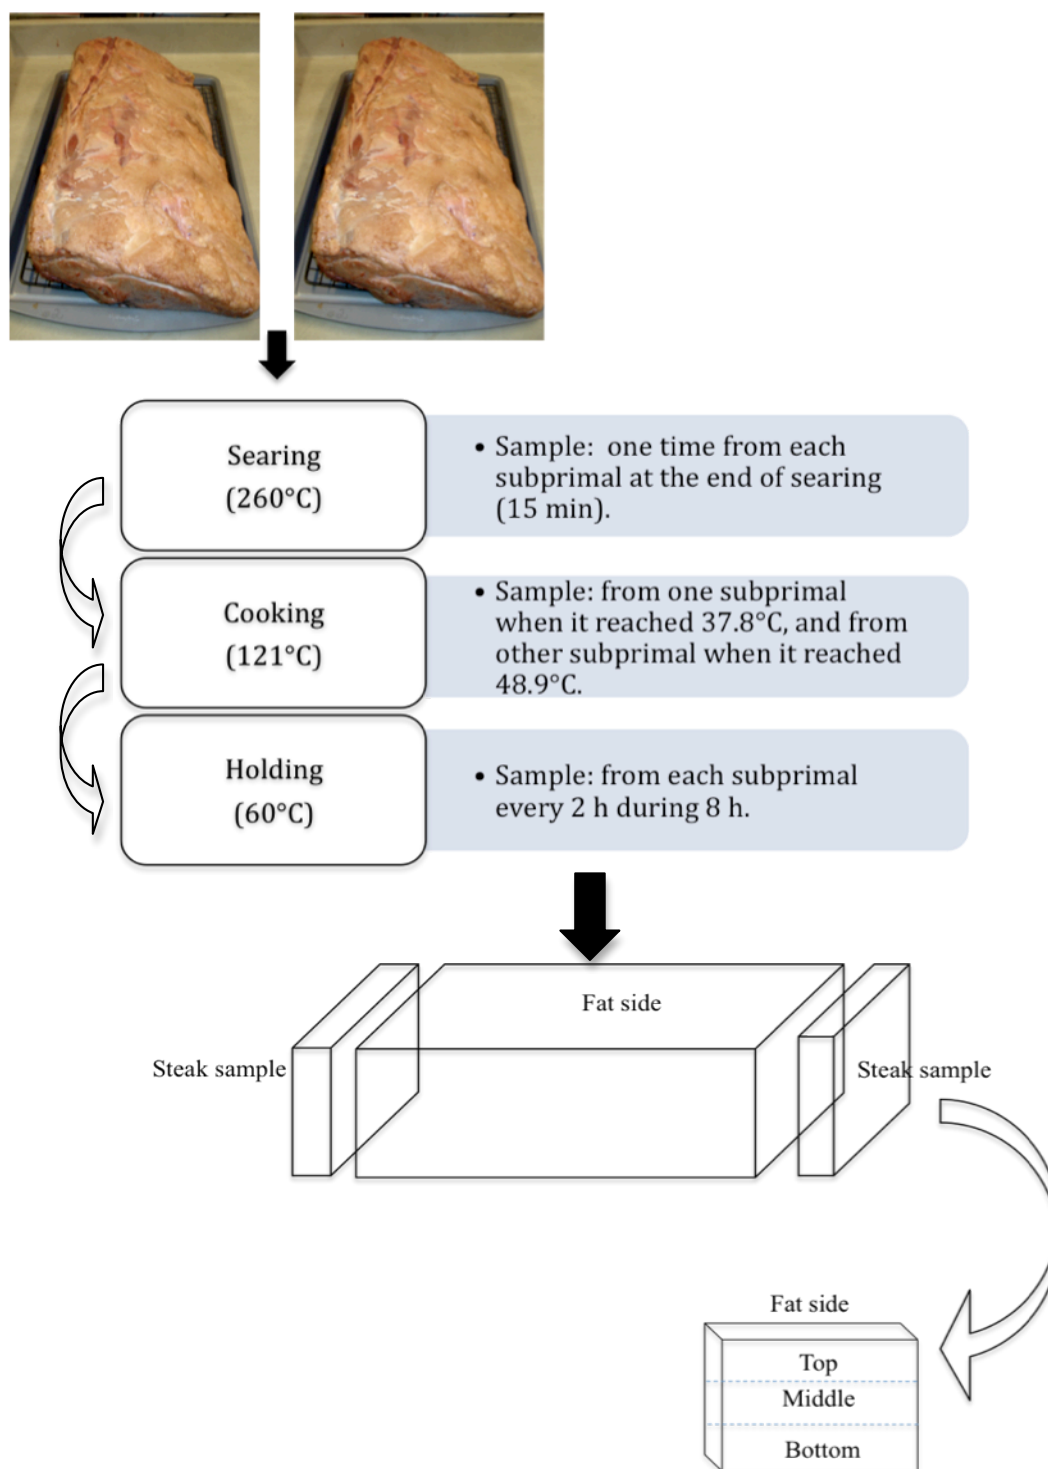 Searing
(260°C)
• Sample:  one time from each
subprimal at the end of searing
(15 min).
Cooking
(121°C)
• Sample: from one subprimal
when it reached 37.8°C, and from
other subprimal when it reached
48.9°C.
Holding
(60°C)
• Sample: from each subprimal
every 2 h during 8 h.
Fat side
Steak sample
Steak sample
Fat side
Top
Middle
Bottom